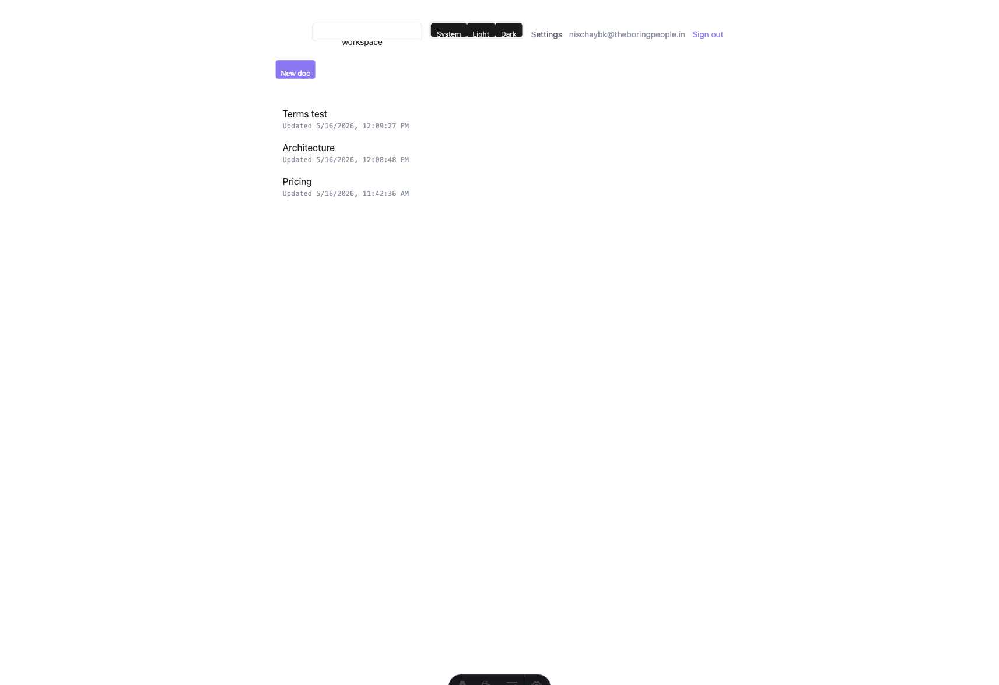 workspace
System Light Dark Settings nischaybk@theboringpeople.in Sign out
New doc
Terms test
Updated 5/16/2026, 12:09:27 PM
Architecture
Updated 5/16/2026, 12:08:48 PM
Pricing
Updated 5/16/2026, 11:42:36 AM